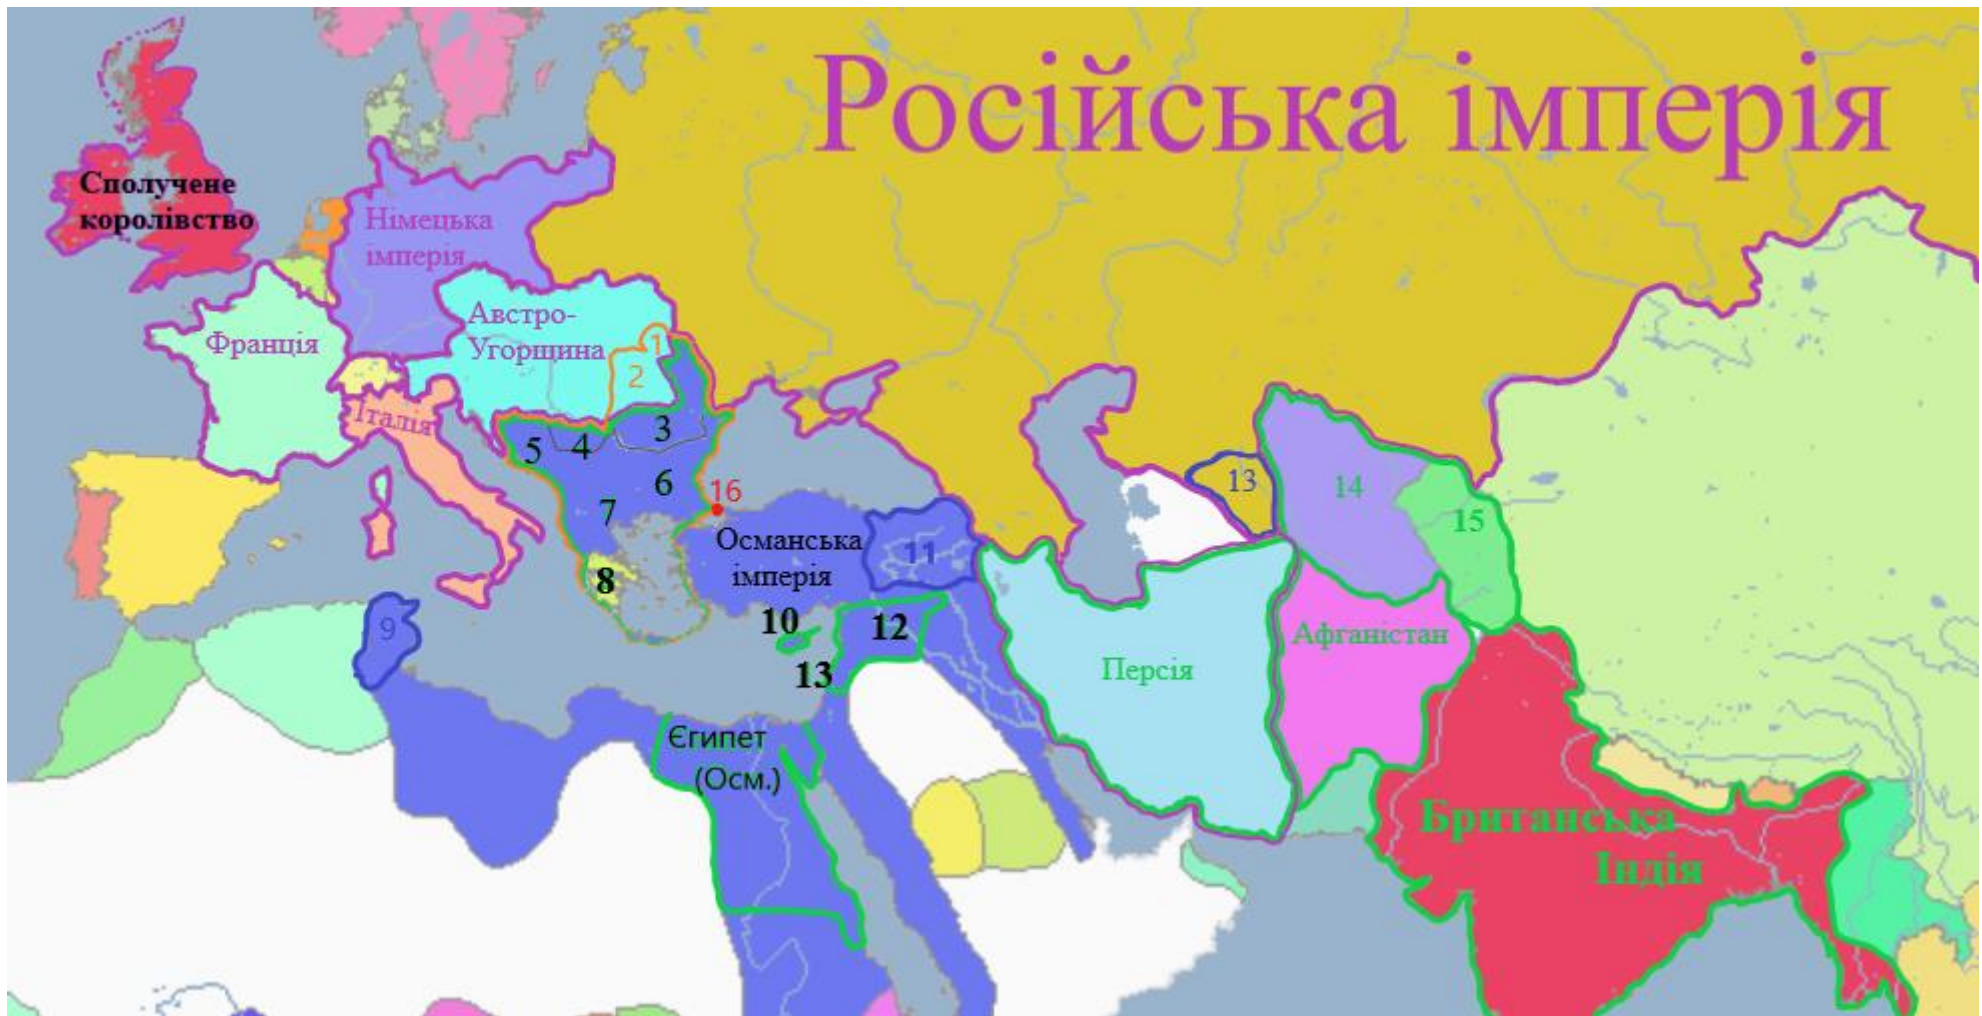 Російська імперія
Сполучене
королівство
Німецька
імперія
Австро-
Угорщина
Франція
Італія
1
2
3
4
5
6
7
16
8
9
Османська
імперія
11
10
12
13
13
14
15
Персія
Афганістан
Єгипет
(Осм.)
Британська
Індія